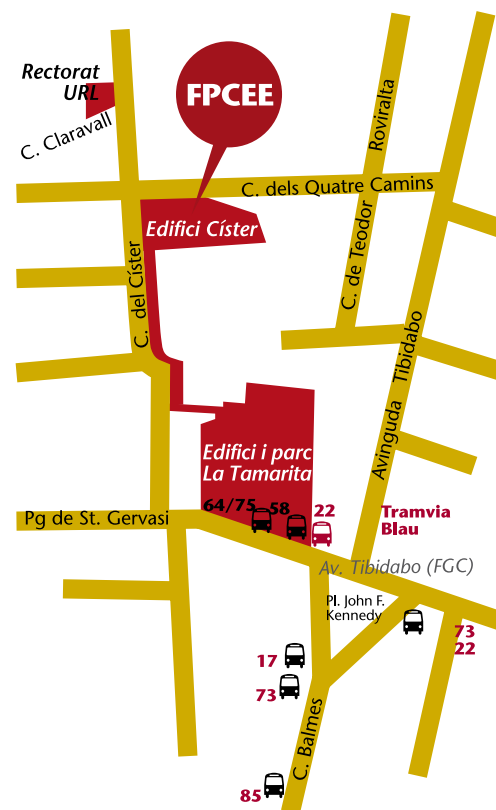 Rectorat
URL
C. Claravall
FPCEE
Roviralta
C. dels Quatre Camins
Edifici Císter
C. del Císter
C. de Teodor
Avinguda Tibidabo
Edifici i parc
La Tamarita
64/75
58
22
Tramvia
Blau
Pg de St. Gervasi
Av. Tibidabo (FGC)
Pl. John F.
Kennedy
73
22
17
73
C. Balmes
85